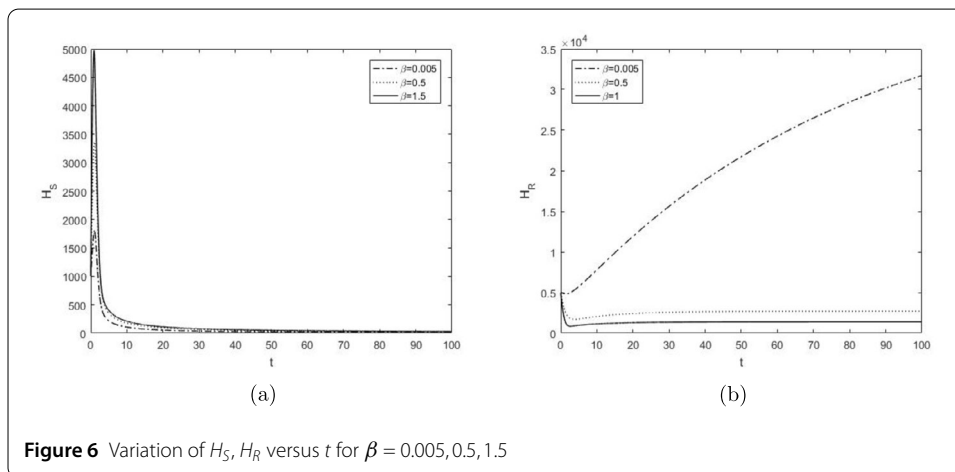 5000
4500
4000
3500
3000
2500
2000
1500
1000
500
0
H_S
β=0.005
β=0.5
β=1.5
0 10 20 30 40 50 60 70 80 90 100
t
(a)
×10^4
3.5
3
2.5
2
1.5
1
0.5
0
H_R
β=0.005
β=0.5
β=1
0 10 20 30 40 50 60 70 80 90 100
t
(b)
Figure 6 Variation of H_S, H_R versus t for β = 0.005, 0.5, 1.5